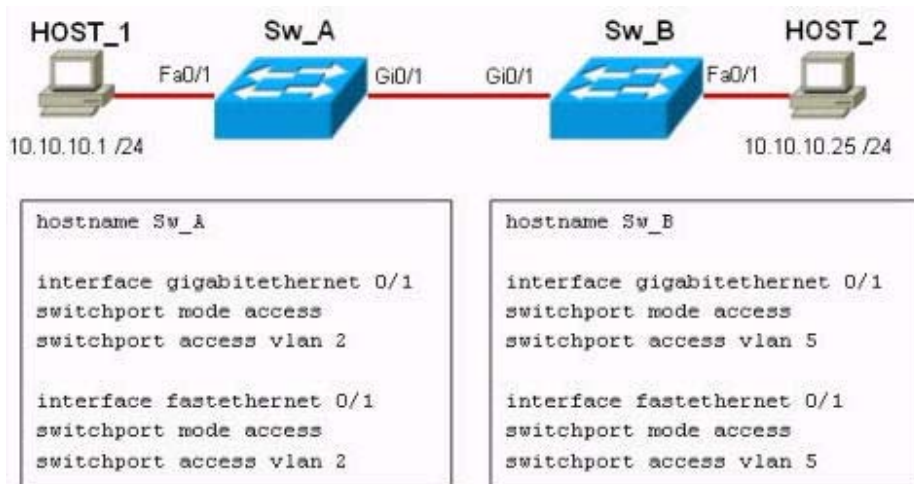 HOST_1
Sw_A
Sw_B
HOST_2
Fa0/1
Gi0/1
Gi0/1
Fa0/1
10.10.10.1 /24
10.10.10.25 /24
hostname Sw_A
interface gigabitethernet 0/1
switchport mode access
switchport access vlan 2
interface fastethernet 0/1
switchport mode access
switchport access vlan 2
hostname Sw_B
interface gigabitethernet 0/1
switchport mode access
switchport access vlan 5
interface fastethernet 0/1
switchport mode access
switchport access vlan 5